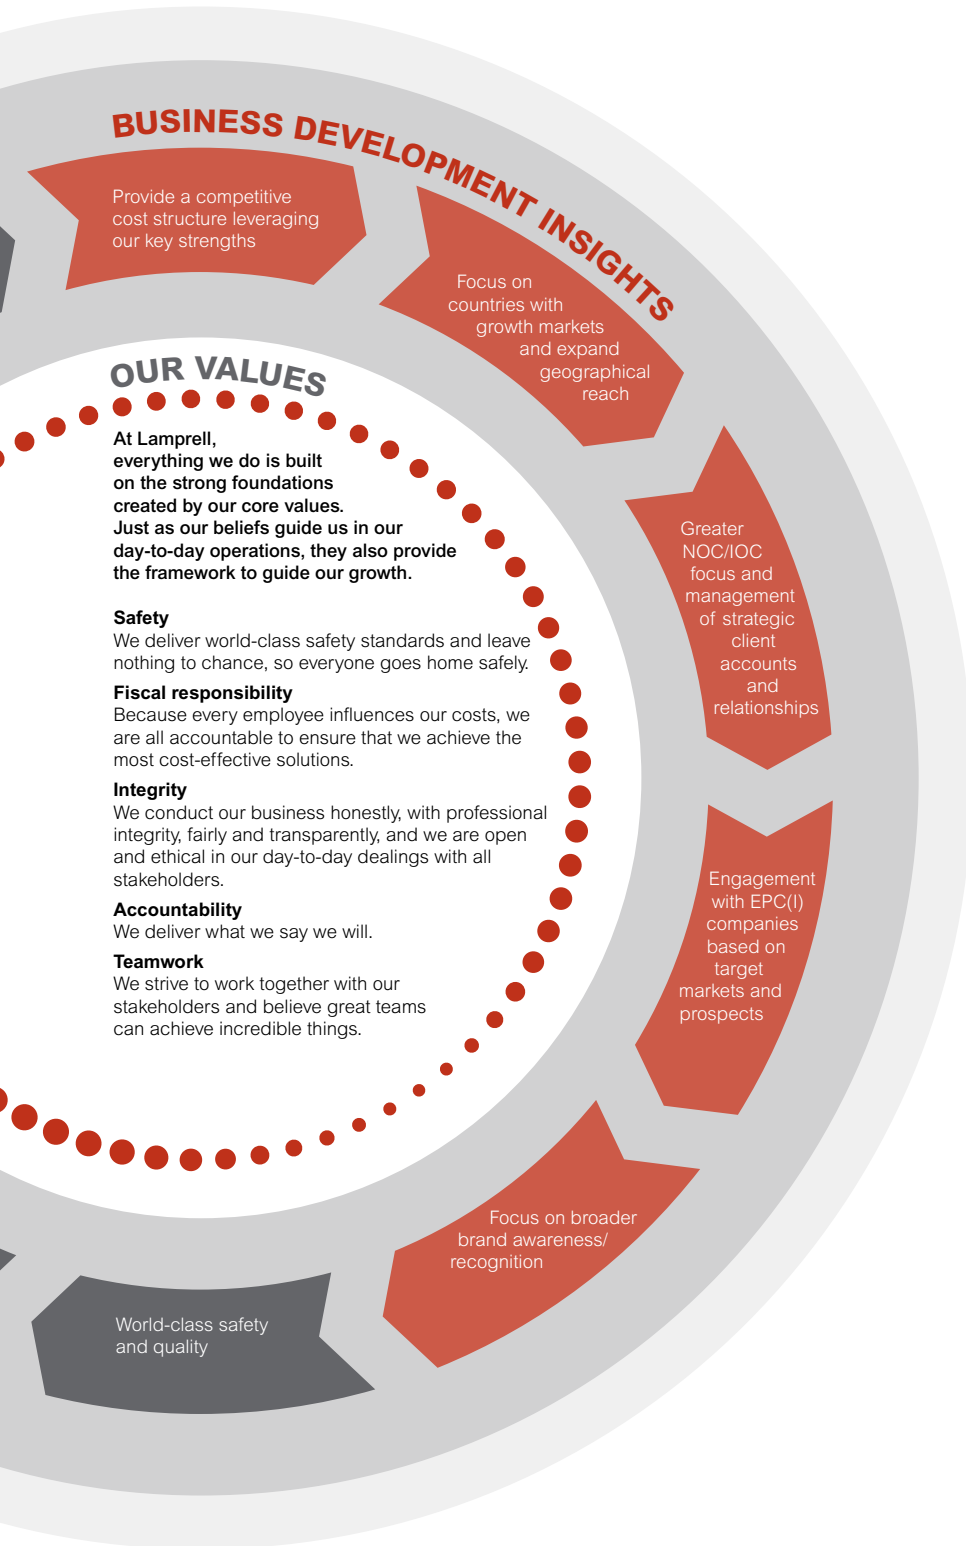 BUSINESS DEVELOPMENT INSIGHTS
Provide a competitive
cost structure leveraging
our key strengths
Focus on
countries with
growth markets
and expand
geographical
reach
Greater
NOC/IOC
focus and
management
of strategic
client
accounts
and
relationships
Engagement
with EPC(I)
companies
based on
target
markets and
prospects
Focus on broader
brand awareness/
recognition
World-class safety
and quality
OUR VALUES
At Lamprell,
everything we do is built
on the strong foundations
created by our core values.
Just as our beliefs guide us in our
day-to-day operations, they also provide
the framework to guide our growth.
Safety
We deliver world-class safety standards and leave
nothing to chance, so everyone goes home safely.
Fiscal responsibility
Because every employee influences our costs, we
are all accountable to ensure that we achieve the
most cost-effective solutions.
Integrity
We conduct our business honestly, with professional
integrity, fairly and transparently, and we are open
and ethical in our day-to-day dealings with all
stakeholders.
Accountability
We deliver what we say we will.
Teamwork
We strive to work together with our
stakeholders and believe great teams
can achieve incredible things.